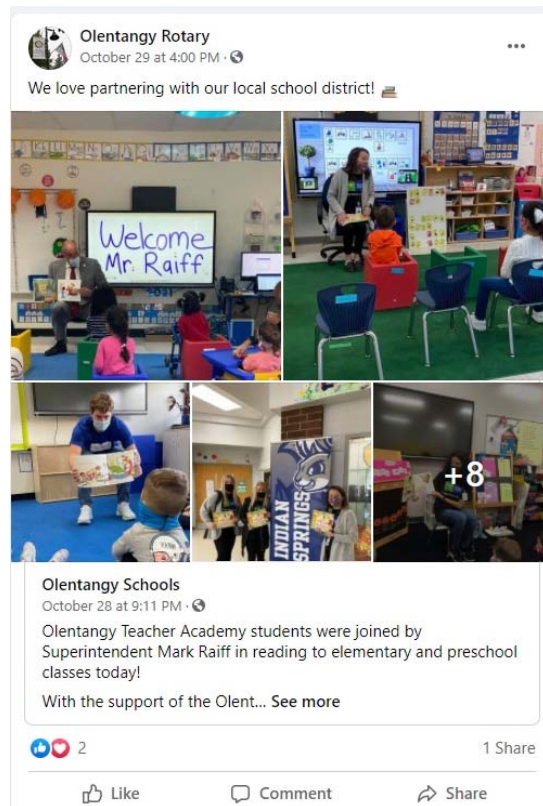 Olentangy Rotary
October 29 at 4:00 PM ·
We love partnering with our local school district!
Welcome
Mr. Raiff
INDIAN
SPRINGS
+8
Olentangy Schools
October 28 at 9:11 PM ·
Olentangy Teacher Academy students were joined by
Superintendent Mark Raiff in reading to elementary and preschool
classes today!
With the support of the Olent... See more
2
1 Share
Like
Comment
Share